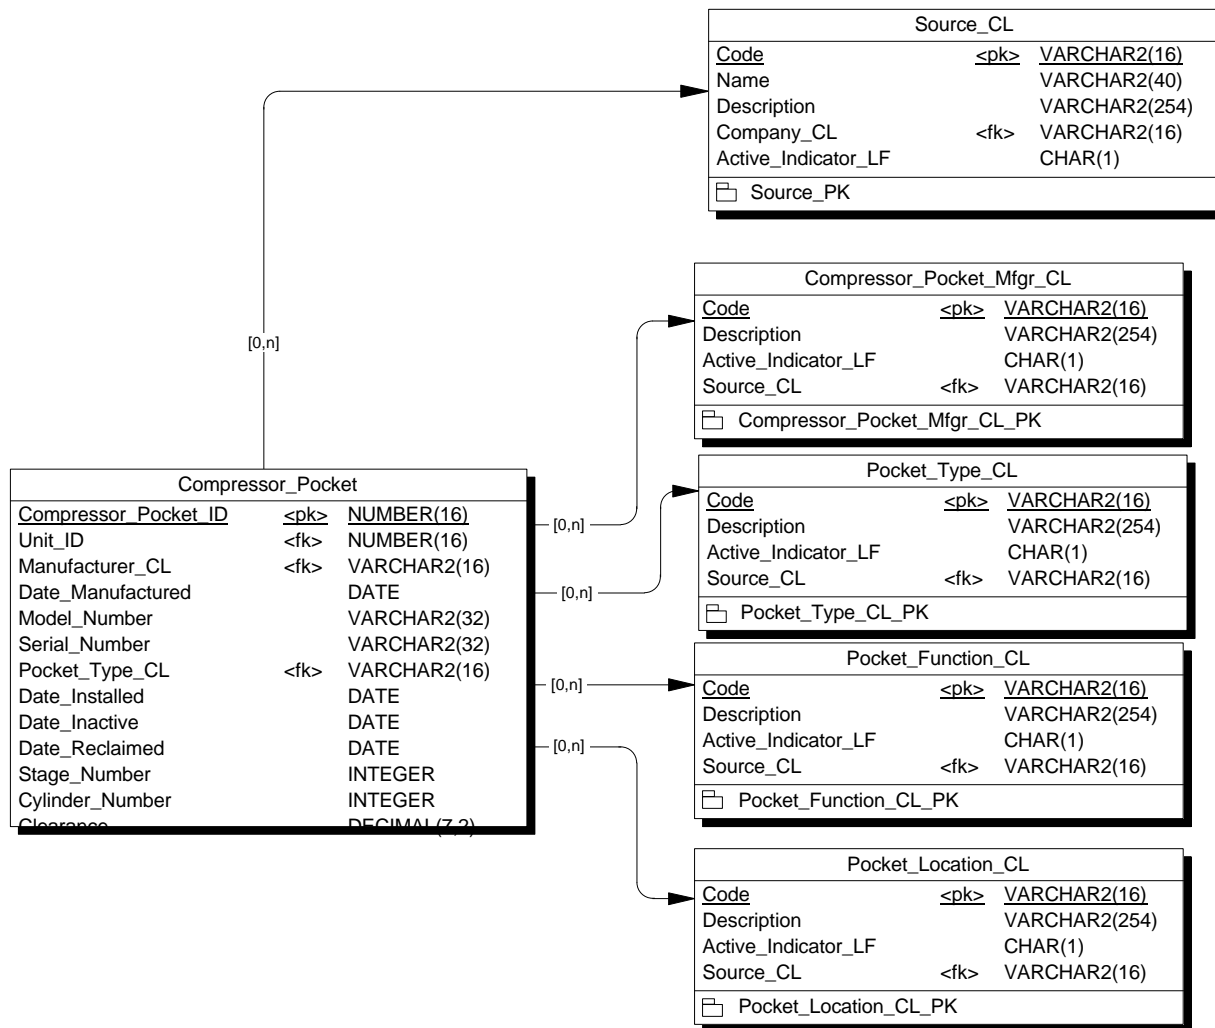 Source_CL
Code <pk> VARCHAR2(16)
Name VARCHAR2(40)
Description VARCHAR2(254)
Company_CL <fk> VARCHAR2(16)
Active_Indicator_LF CHAR(1)
Source_PK
[0,n]
Compressor_Pocket_Mfgr_CL
Code <pk> VARCHAR2(16)
Description VARCHAR2(254)
Active_Indicator_LF CHAR(1)
Source_CL <fk> VARCHAR2(16)
Compressor_Pocket_Mfgr_CL_PK
Compressor_Pocket
Compressor_Pocket_ID <pk> NUMBER(16)
Unit_ID <fk> NUMBER(16)
Manufacturer_CL <fk> VARCHAR2(16)
Date_Manufactured DATE
Model_Number VARCHAR2(32)
Serial_Number VARCHAR2(32)
Pocket_Type_CL <fk> VARCHAR2(16)
Date_Installed DATE
Date_Inactive DATE
Date_Reclaimed DATE
Stage_Number INTEGER
Cylinder_Number INTEGER
Clearance DECIMAL(7,2)
[0,n]
[0,n]
[0,n]
[0,n]
Pocket_Type_CL
Code <pk> VARCHAR2(16)
Description VARCHAR2(254)
Active_Indicator_LF CHAR(1)
Source_CL <fk> VARCHAR2(16)
Pocket_Type_CL_PK
Pocket_Function_CL
Code <pk> VARCHAR2(16)
Description VARCHAR2(254)
Active_Indicator_LF CHAR(1)
Source_CL <fk> VARCHAR2(16)
Pocket_Function_CL_PK
Pocket_Location_CL
Code <pk> VARCHAR2(16)
Description VARCHAR2(254)
Active_Indicator_LF CHAR(1)
Source_CL <fk> VARCHAR2(16)
Pocket_Location_CL_PK